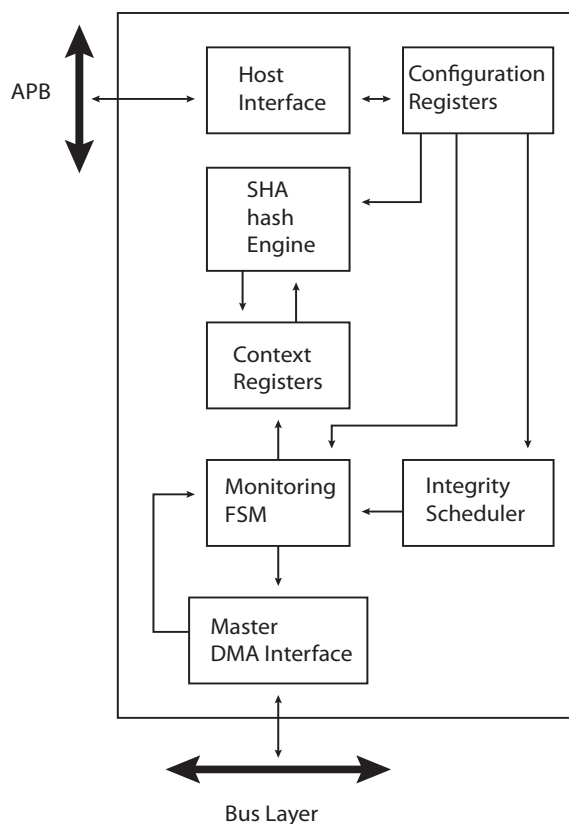 APB
Host
Interface
Configuration
Registers
SHA
hash
Engine
Context
Registers
Monitoring
FSM
Integrity
Scheduler
Master
DMA Interface
Bus Layer